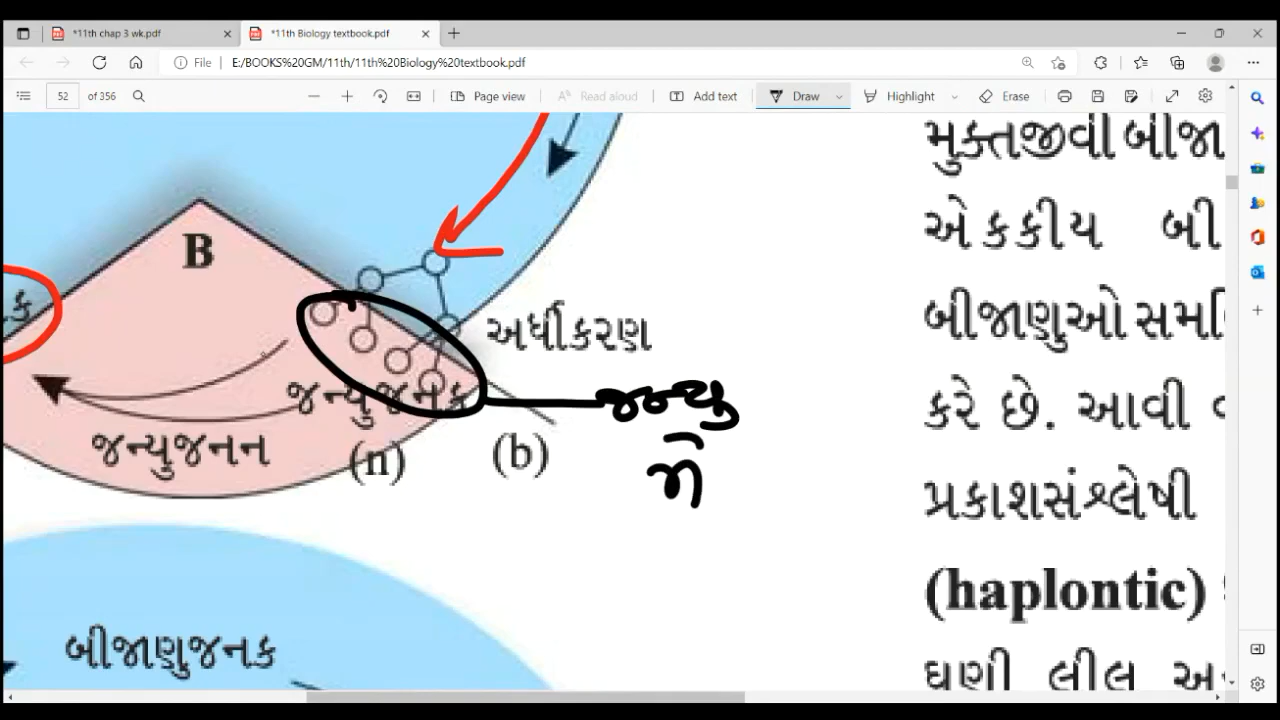 *11th chap 3 wk.pdf
*11th Biology textbook.pdf
File
E:/BOOKS%20GM/11th/11th%20Biology%20textbook.pdf
52 of 356
Page view
Read aloud
Add text
Draw
Highlight
Erase
B
ક
અર્ધીકરણ
જન્યુજનક
જન્યુજનન
(n)
(b)
જન્યુ
બીજાણુજનક
મુક્તજીવી બીજા
એકકીય બી
બીજાણુઓ સમવિ
કરે છે. આવી
પ્રકાશસંશ્લેષી
(haplontic)
ઘણી લીલ અ